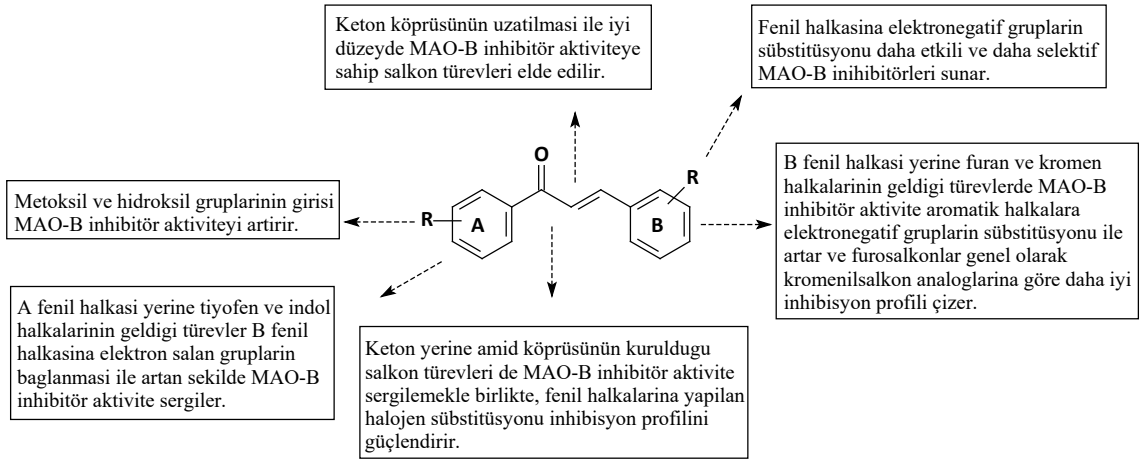 Keton köprüsünün uzatilmasi ile iyi
düzeyde MAO-B inhibitör aktiviteye
sahip salkon türevleri elde edilir.
Fenil halkasina elektronegatif gruplarin
sübstitüsyonu daha etkili ve daha selektif
MAO-B inihibitörleri sunar.
Metoksil ve hidroksil gruplarinin girisi
MAO-B inhibitör aktiviteyi artirir.
O
R
A
B
R
B fenil halkasi yerine furan ve kromen
halkalarinin geldigi türevlerde MAO-B
inhibitör aktivite aromatik halkalara
elektronegatif gruplarin sübstitüsyonu ile
artar ve furosalkonlar genel olarak
kromenilsalkon analoglarina göre daha iyi
inhibisyon profili çizer.
A fenil halkasi yerine tiyofen ve indol
halkalarinin geldigi türevler B fenil
halkasina elektron salan gruplarin
baglanmasi ile artan sekilde MAO-B
inhibitör aktivite sergiler.
Keton yerine amid köprüsünün kuruldugu
salkon türevleri de MAO-B inhibitör aktivite
sergilemekle birlikte, fenil halkalarina yapilan
halojen sübstitüsyonu inhibisyon profilini
güçlendirir.